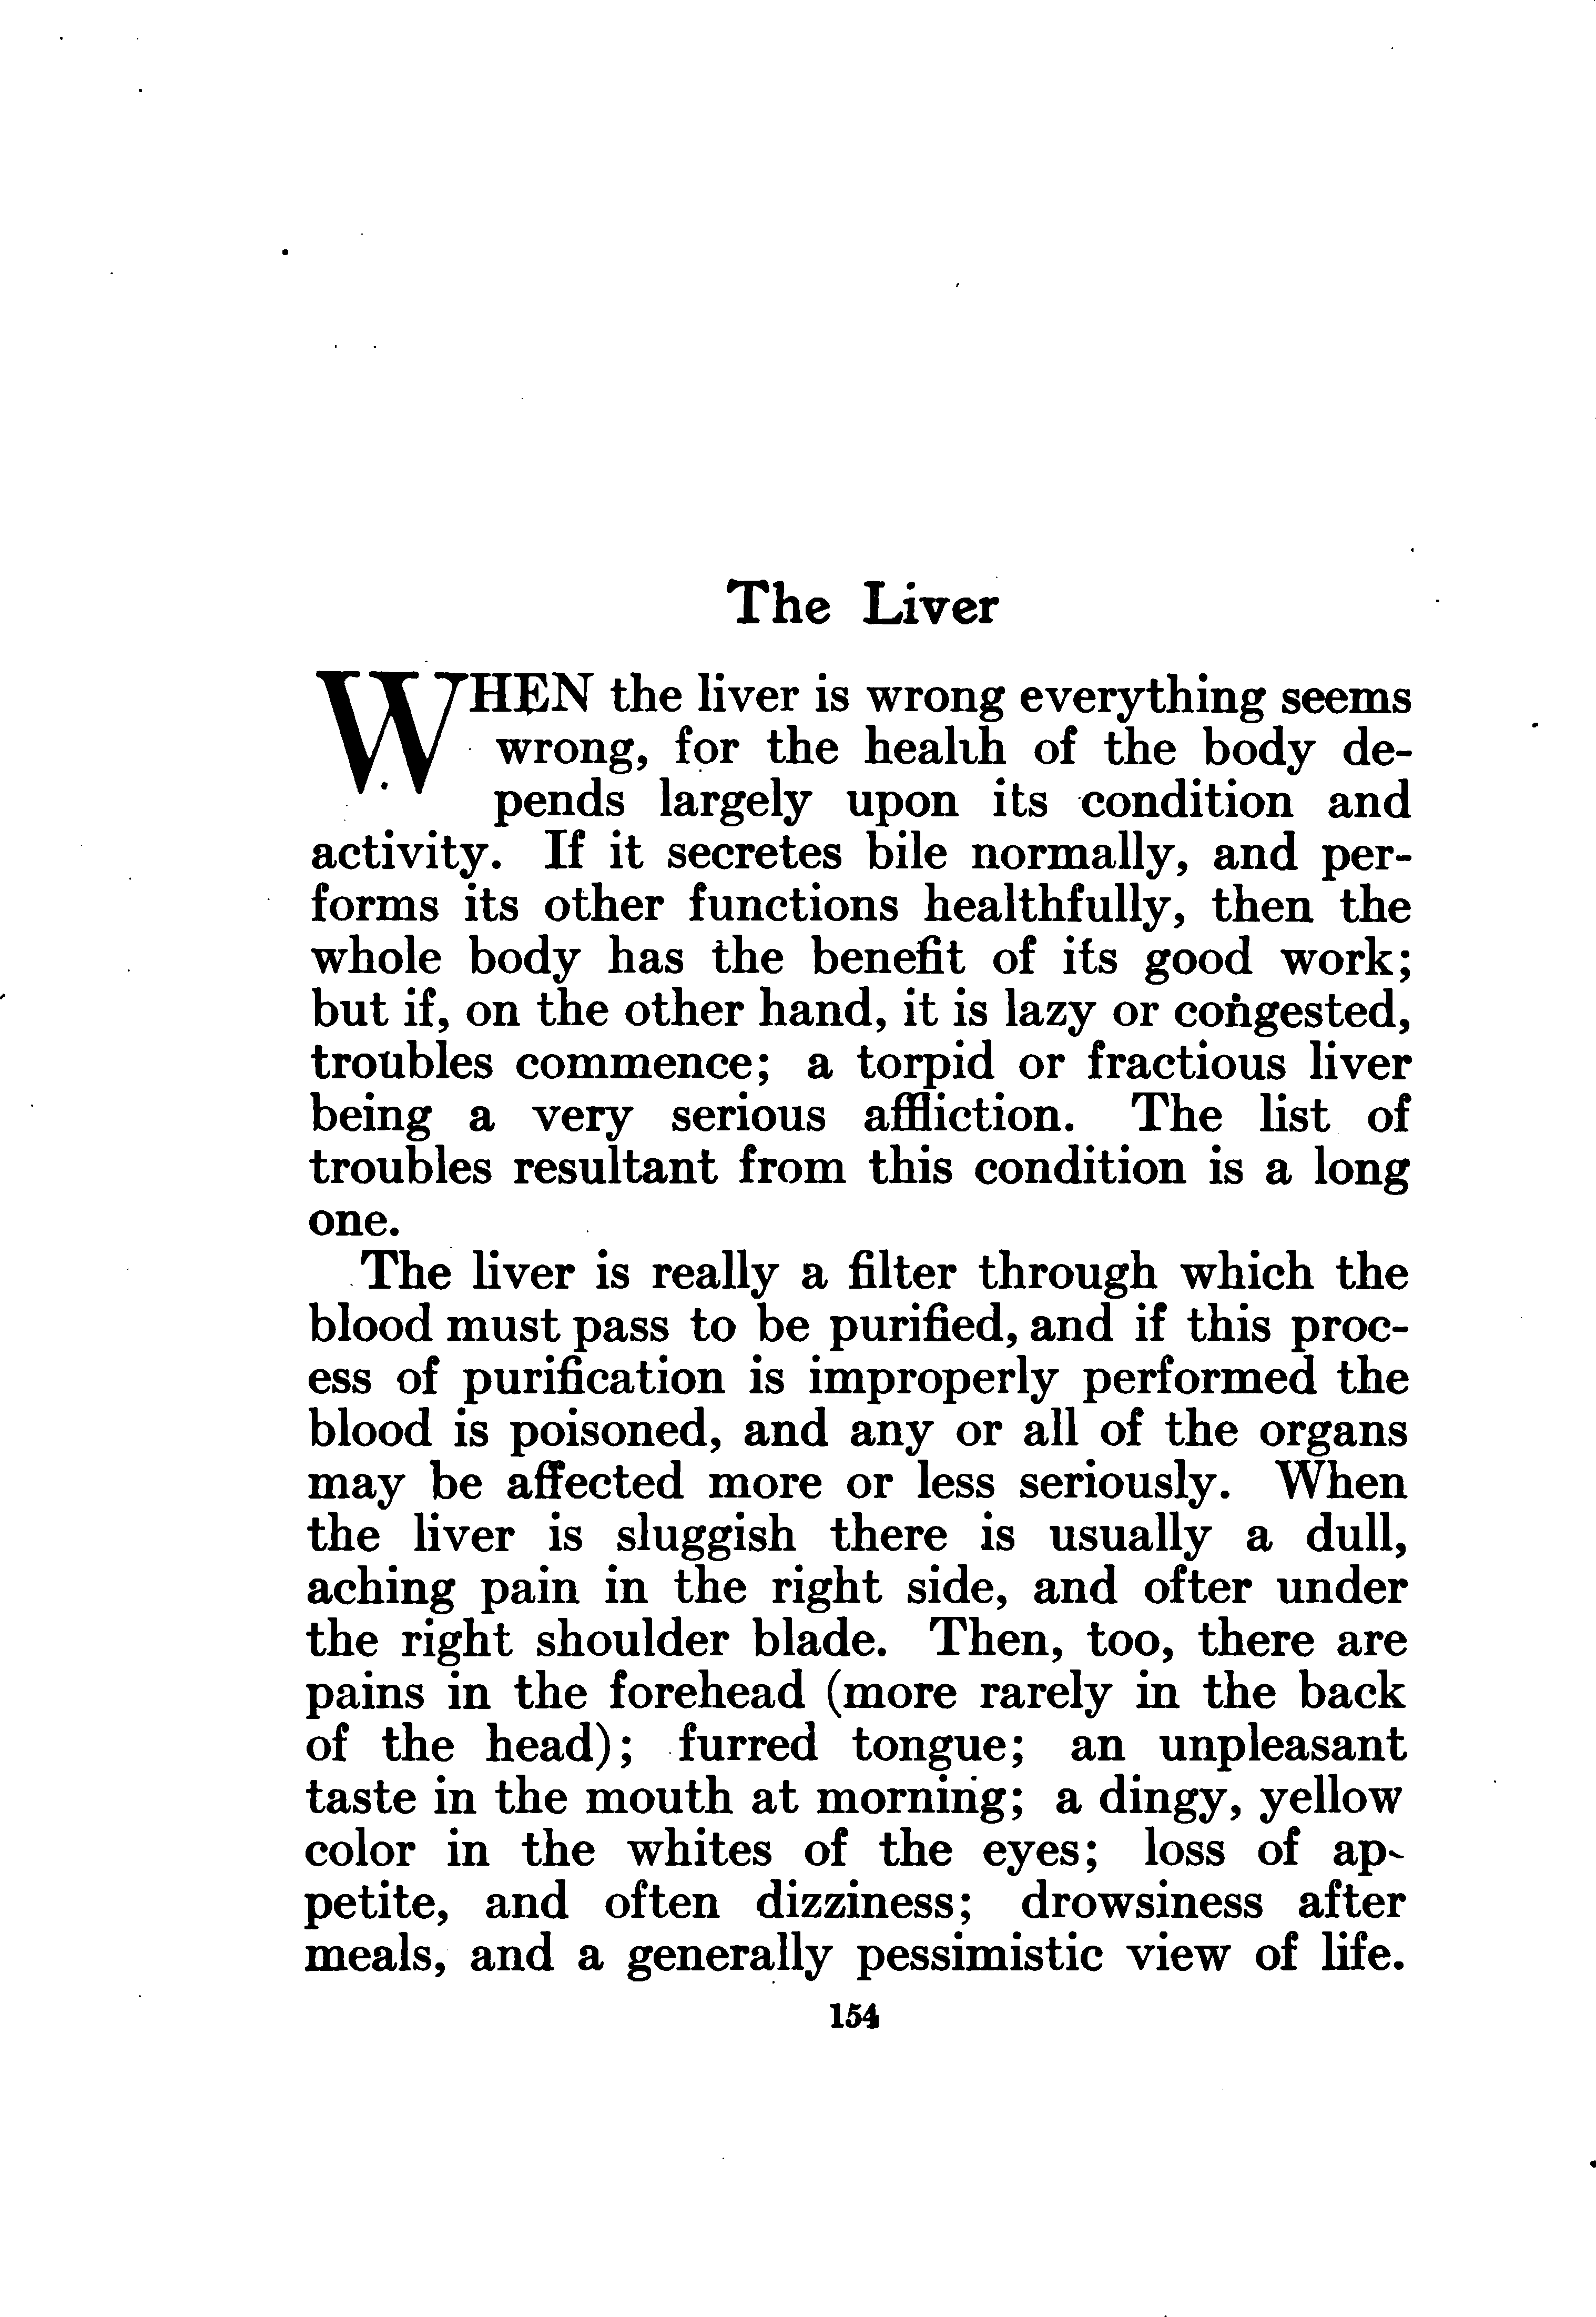 The Liver
WHEN the liver is wrong everything seems
wrong, for the health of the body de-
pends largely upon its condition and
activity. If it secretes bile normally, and per-
forms its other functions healthfully, then the
whole body has the benefit of its good work;
but if, on the other hand, it is lazy or congested,
troubles commence; a torpid or fractious liver
being a very serious affliction. The list of
troubles resultant from this condition is a long
one.
The liver is really a filter through which the
blood must pass to be purified, and if this proc-
ess of purification is improperly performed the
blood is poisoned, and any or all of the organs
may be affected more or less seriously. When
the liver is sluggish there is usually a dull,
aching pain in the right side, and ofter under
the right shoulder blade. Then, too, there are
pains in the forehead (more rarely in the back
of the head); furred tongue; an unpleasant
taste in the mouth at morning; a dingy, yellow
color in the whites of the eyes; loss of ap-
petite, and often dizziness; drowsiness after
meals, and a generally pessimistic view of life.
154